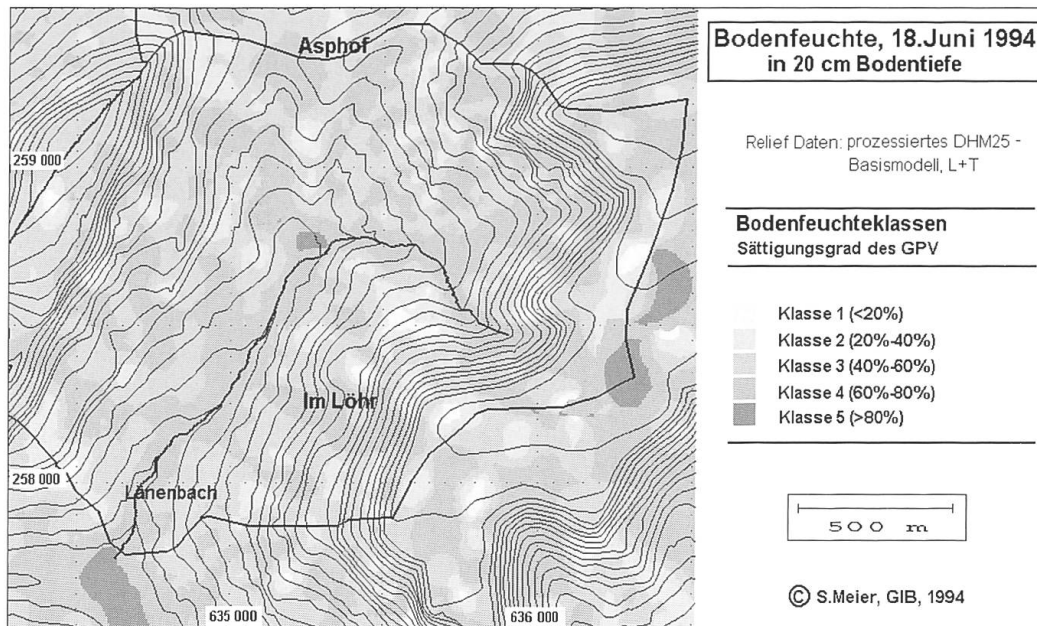 Asphof
259 000
Im Löhr
258 000
Länenbach
635 000
636 000
Bodenfeuchte, 18.Juni 1994
in 20 cm Bodentiefe
Relief Daten: prozessiertes DHM25 -
Basismodell, L+T
Bodenfeuchteklassen
Sättigungsgrad des GPV
Klasse 1 (<20%)
Klasse 2 (20%-40%)
Klasse 3 (40%-60%)
Klasse 4 (60%-80%)
Klasse 5 (>80%)
500 m
© S.Meier, GIB, 1994